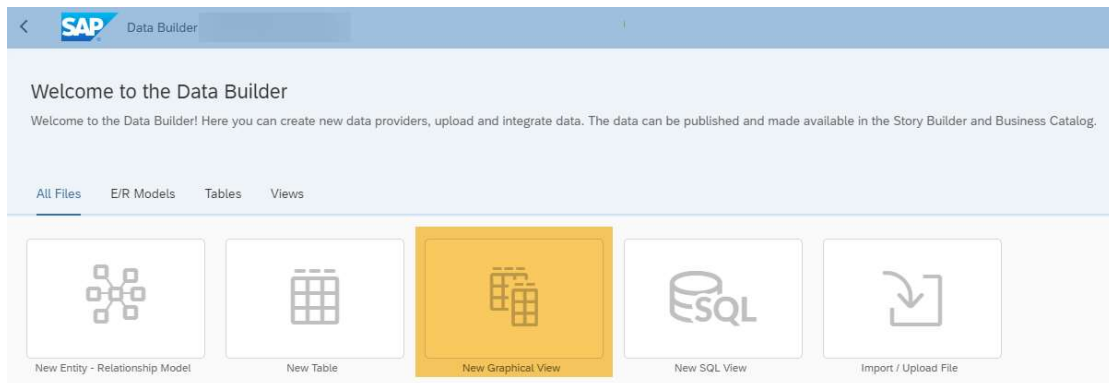 SAP Data Builder
Welcome to the Data Builder
Welcome to the Data Builder! Here you can create new data providers, upload and integrate data. The data can be published and made available in the Story Builder and Business Catalog.
All Files E/R Models Tables Views
SQL
New Entity - Relationship Model New Table New Graphical View New SQL View Import / Upload File